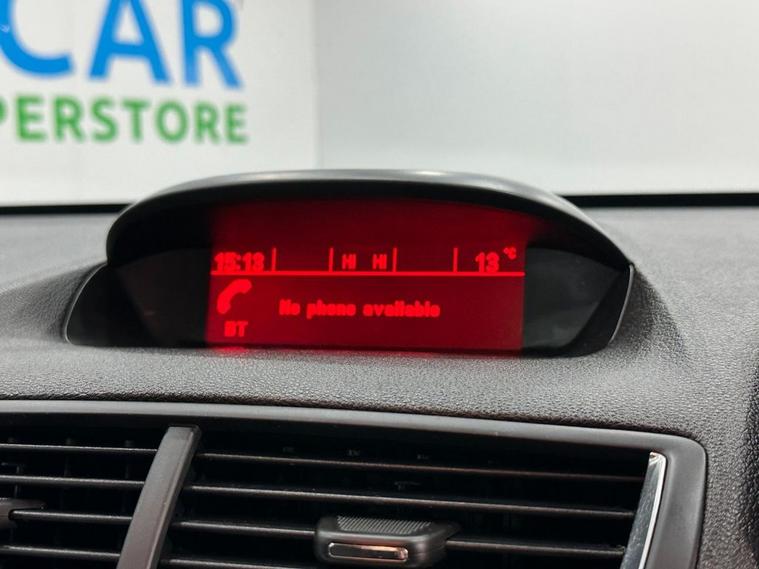 CAR
PERSTORE
15:13 HI HI 13 °C
No phone available
BT